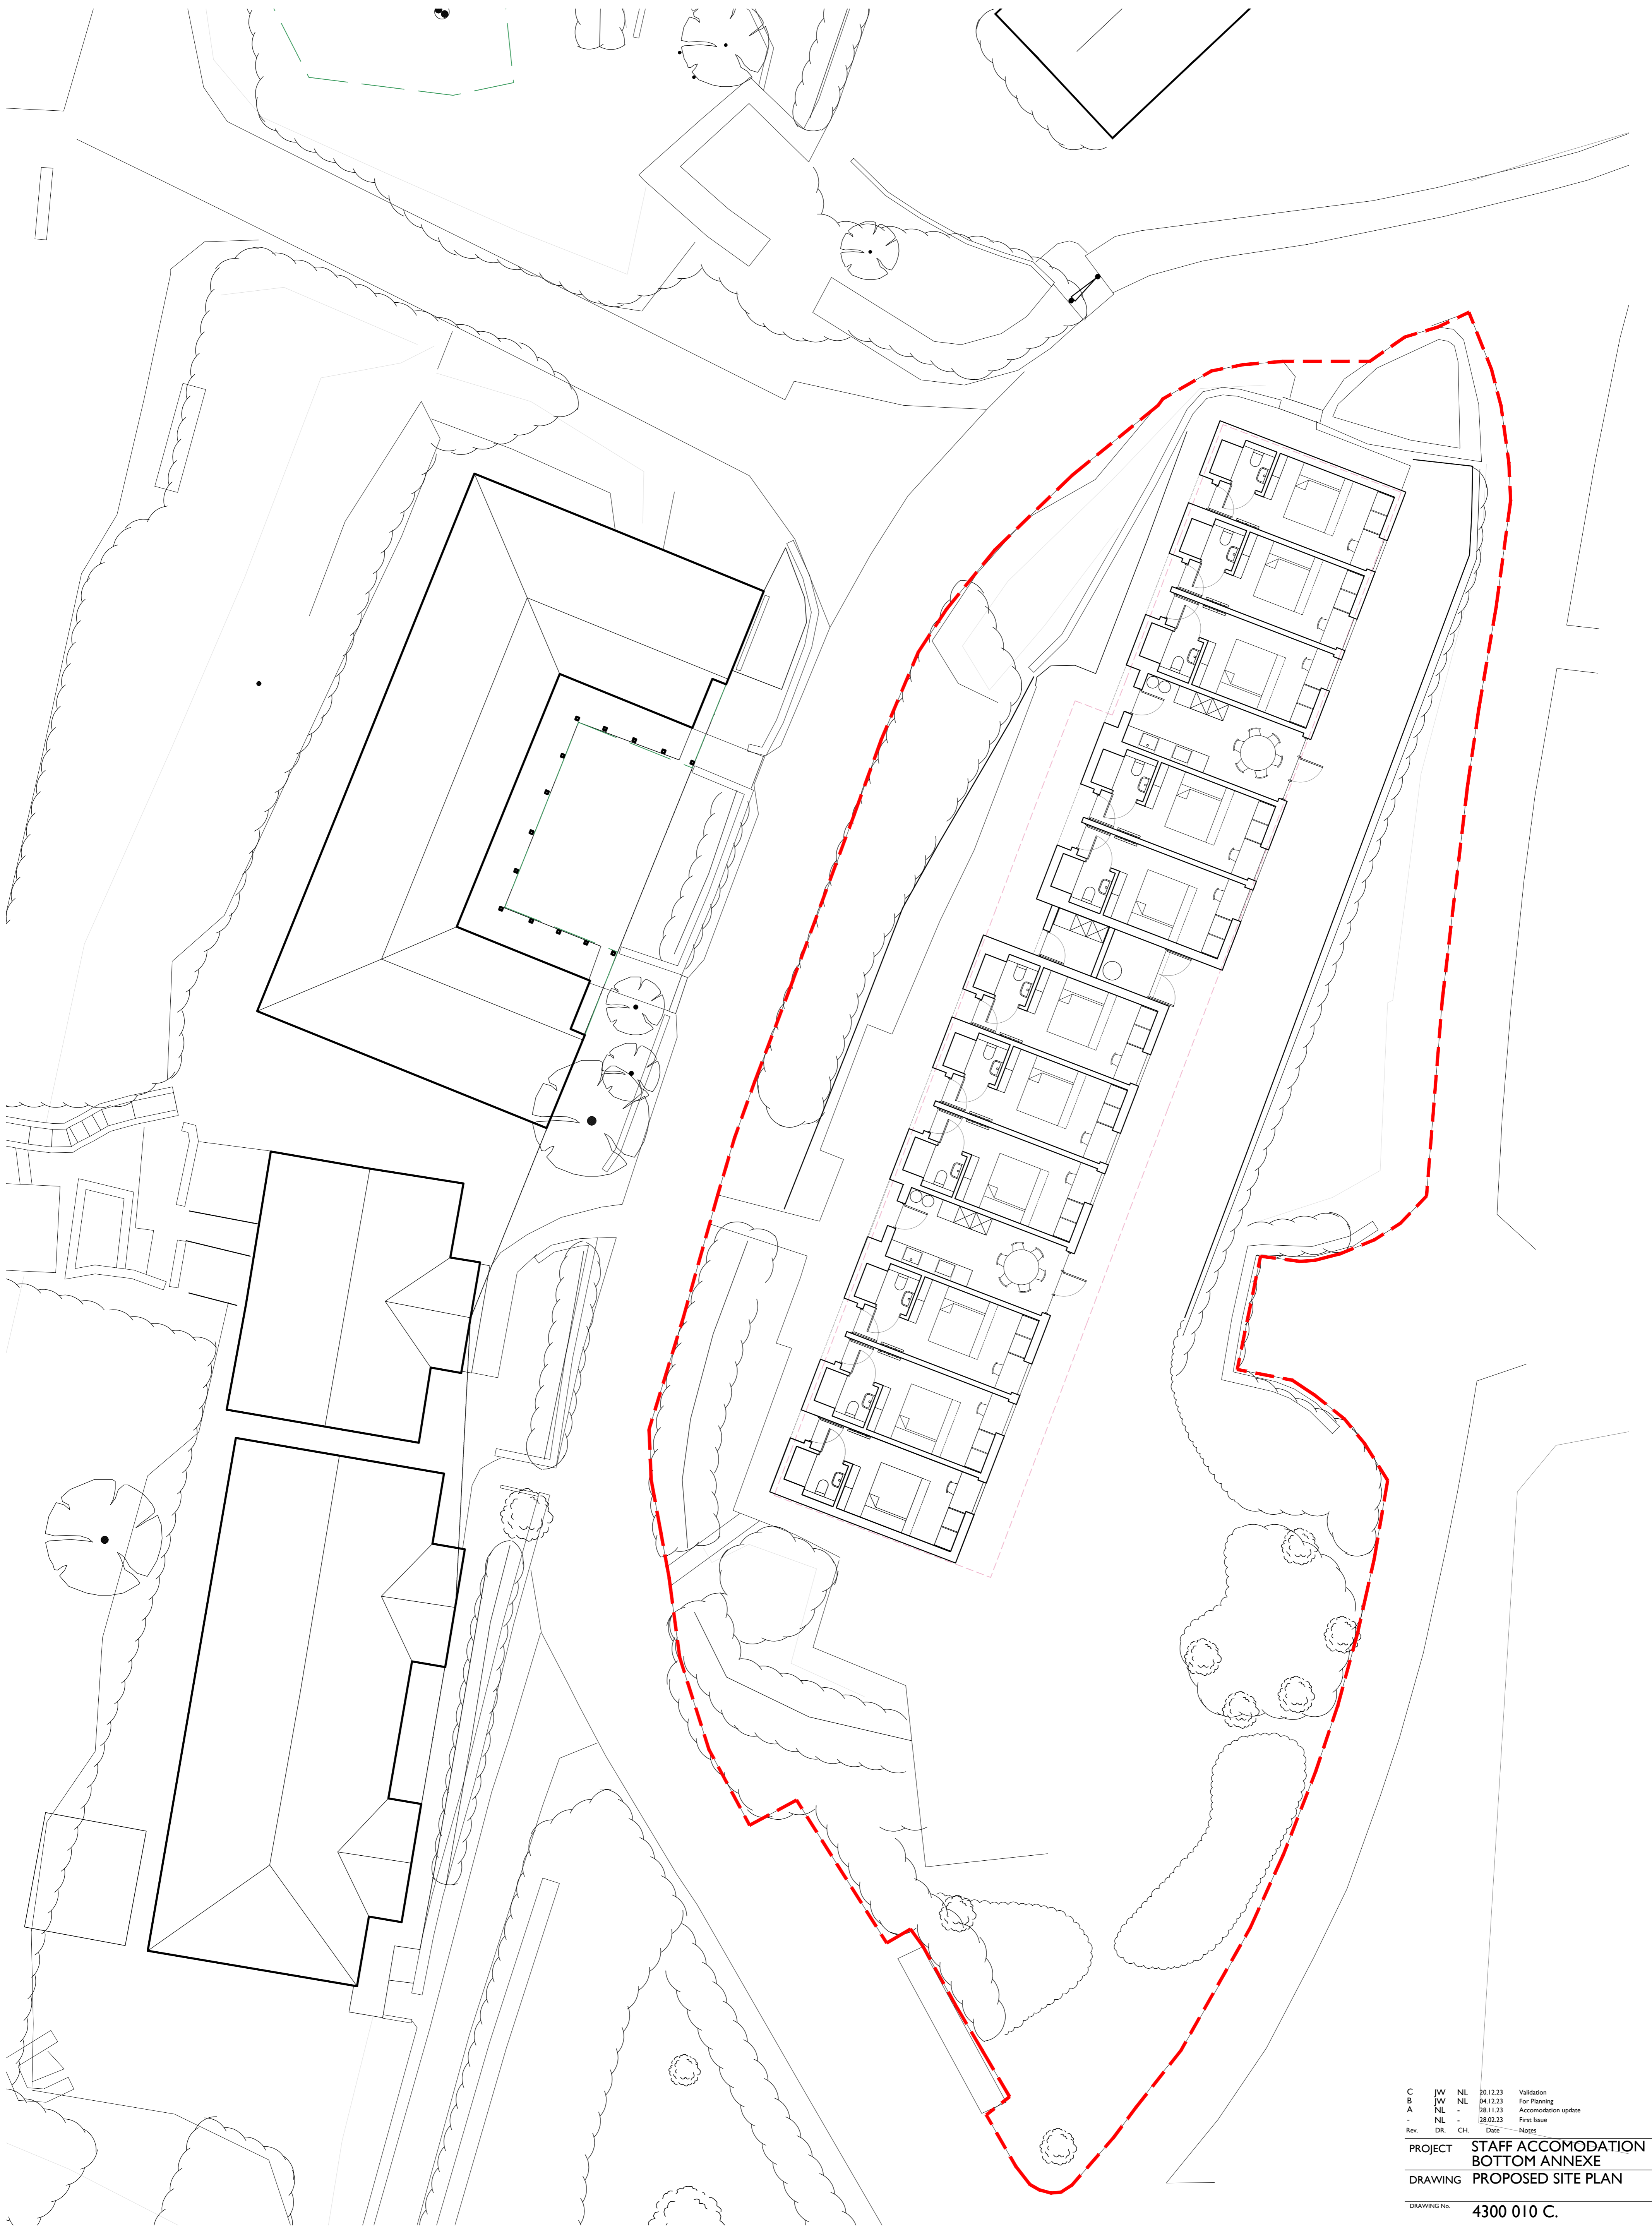 C JW NL 20.12.23 Validation
B JW NL 04.12.23 For Planning
A NL - 28.11.23 Accomodation update
- NL - 28.02.23 First Issue
Rev. DR. CH. Date Notes
PROJECT STAFF ACCOMODATION
BOTTOM ANNEXE
DRAWING PROPOSED SITE PLAN
DRAWING No. 4300 010 C.